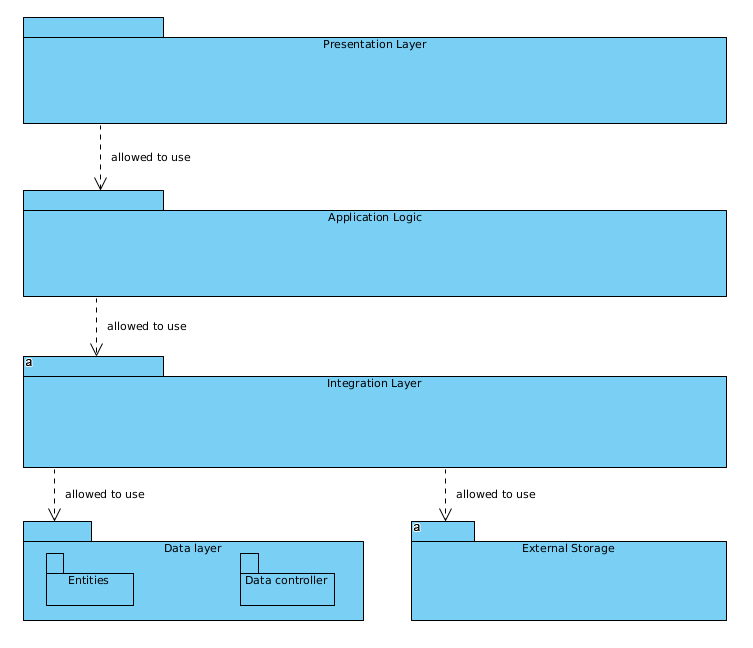 Presentation Layer
allowed to use
Application Logic
allowed to use
a
Integration Layer
allowed to use
allowed to use
a
Data layer
External Storage
Entities
Data controller